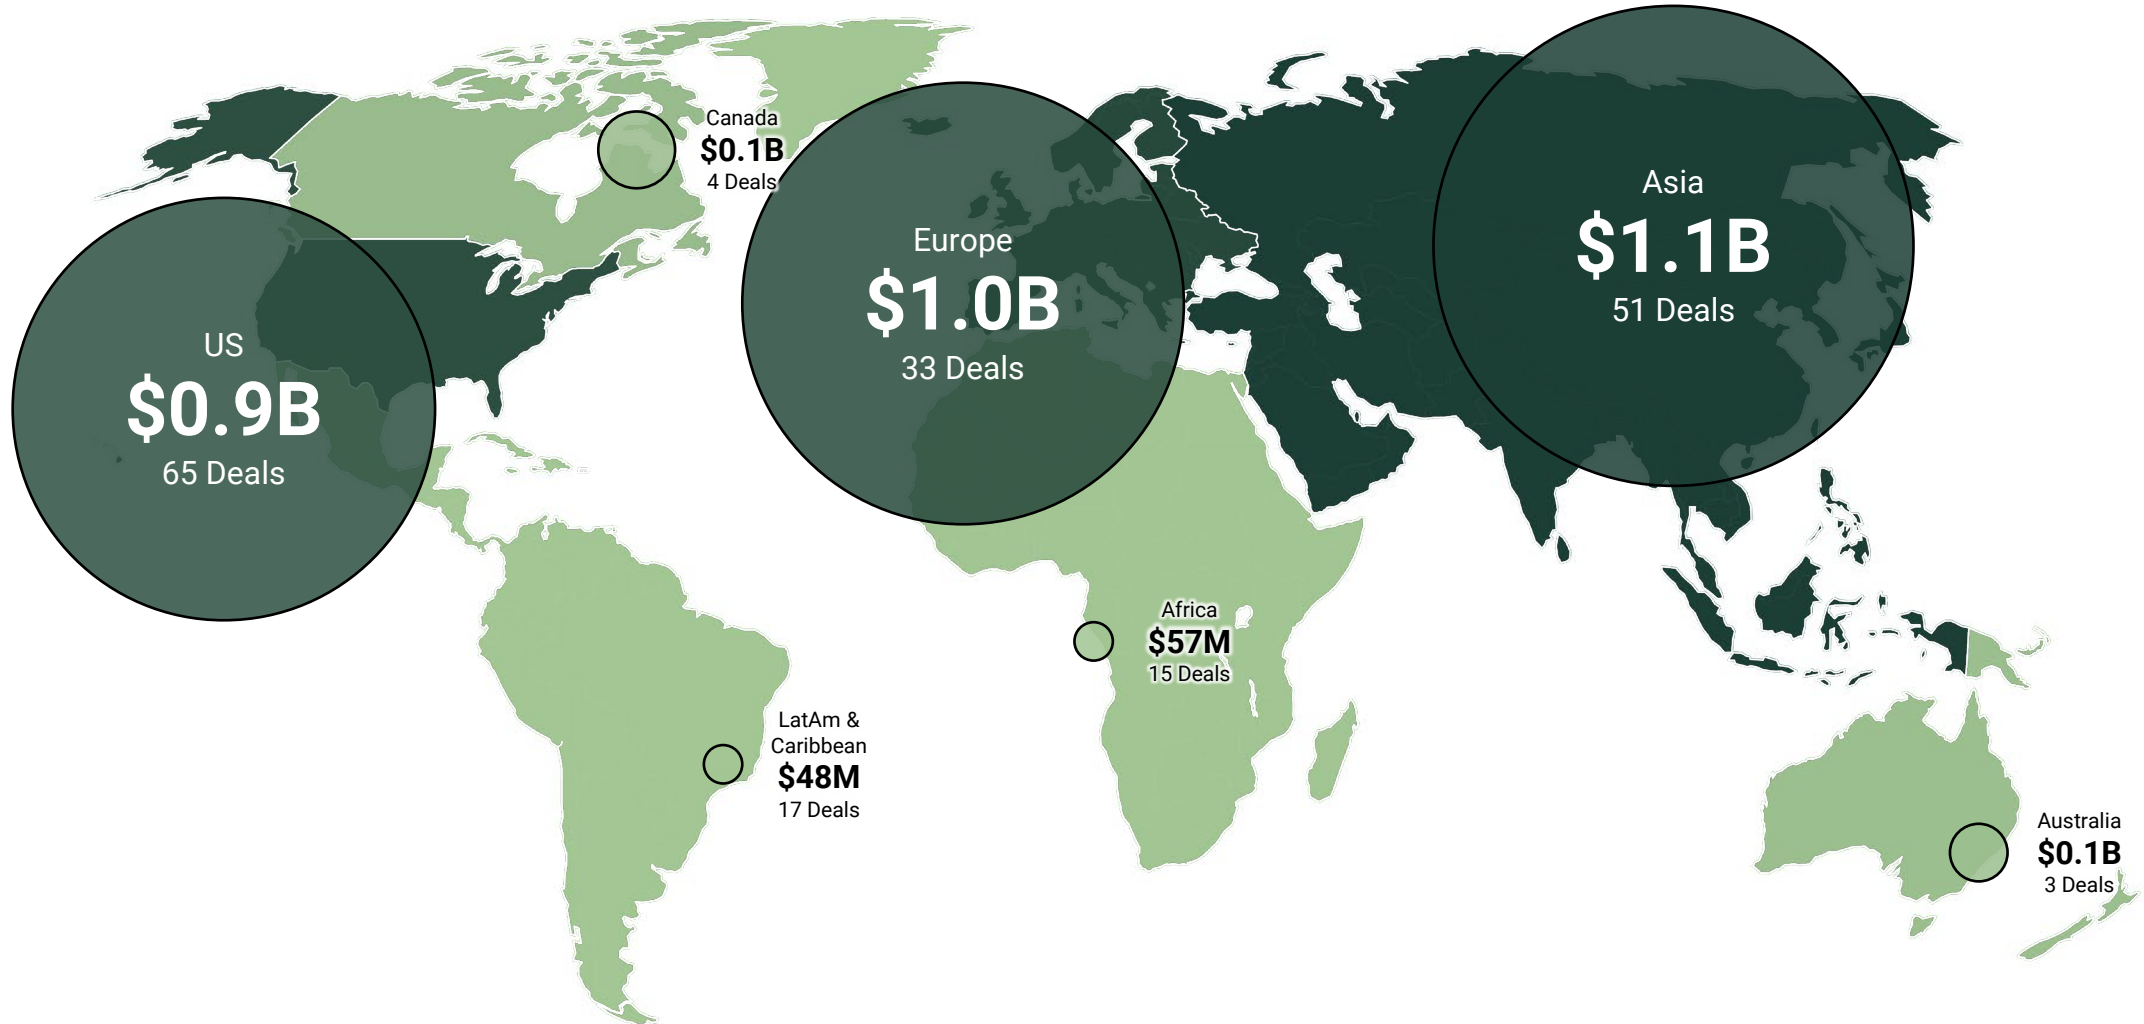 Canada
$0.1B
4 Deals
Asia
$1.1B
51 Deals
Europe
$1.0B
33 Deals
US
$0.9B
65 Deals
Africa
$57M
15 Deals
LatAm &
Caribbean
$48M
17 Deals
Australia
$0.1B
3 Deals